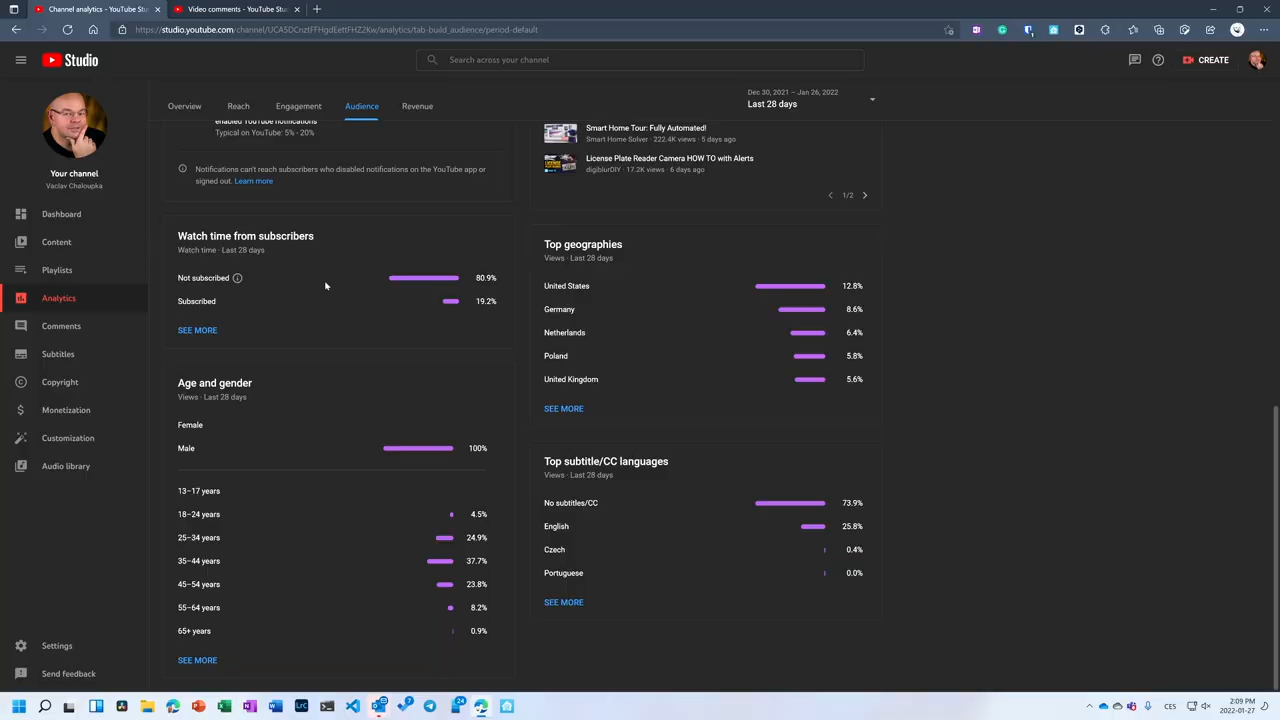 Channel analytics - YouTube Stu
Video comments - YouTube Studi
https://studio.youtube.com/channel/UCA5DCnztFfHgdEettFHZ2Kw/analytics/tab-build_audience/period-default
Studio
Search across your channel
CREATE
Your channel
Vaclav Chaloupka
Dashboard
Content
Playlists
Analytics
Comments
Subtitles
Copyright
Monetization
Customization
Audio library
Settings
Send feedback
Overview
Reach
Engagement
Audience
Revenue
Dec 30, 2021 – Jan 26, 2022
Last 28 days
enabled YouTube notifications
Typical on YouTube: 5% - 20%
Notifications can't reach subscribers who disabled notifications on the YouTube app or
signed out. Learn more
Smart Home Tour: Fully Automated!
Smart Home Solver · 222.4K views · 5 days ago
License Plate Reader Camera HOW TO with Alerts
digiblurDIY · 17.2K views · 6 days ago
1/2
Watch time from subscribers
Watch time · Last 28 days
Not subscribed 80.9%
Subscribed 19.2%
SEE MORE
Age and gender
Views · Last 28 days
Female
Male 100%
13–17 years
18–24 years 4.5%
25–34 years 24.9%
35–44 years 37.7%
45–54 years 23.8%
55–64 years 8.2%
65+ years 0.9%
SEE MORE
Top geographies
Views · Last 28 days
United States 12.8%
Germany 8.6%
Netherlands 6.4%
Poland 5.8%
United Kingdom 5.6%
SEE MORE
Top subtitle/CC languages
Views · Last 28 days
No subtitles/CC 73.9%
English 25.8%
Czech 0.4%
Portuguese 0.0%
SEE MORE
LrC
7
24
CES
2:09 PM
2022-01-27